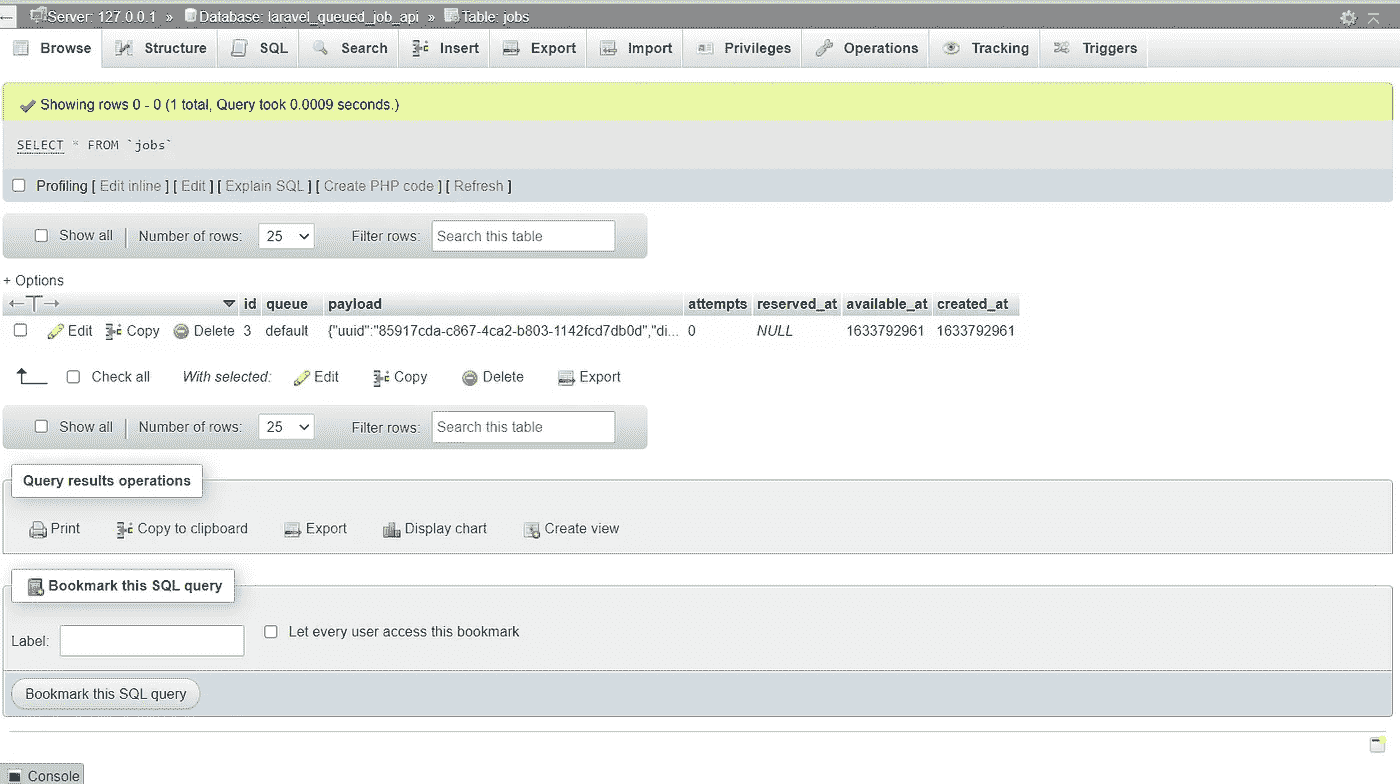 Server: 127.0.0.1 » Database: laravel_queued_job_api » Table: jobs
Browse Structure SQL Search Insert Export Import Privileges Operations Tracking Triggers
Showing rows 0 - 0 (1 total, Query took 0.0009 seconds.)
SELECT * FROM `jobs`
Profiling [ Edit inline ] [ Edit ] [ Explain SQL ] [ Create PHP code ] [ Refresh ]
Show all Number of rows: 25 Filter rows: Search this table
+ Options
id queue payload attempts reserved_at available_at created_at
Edit Copy Delete 3 default {"uuid":"85917cda-c867-4ca2-b803-1142fcd7db0d","di... 0 NULL 1633792961 1633792961
Check all With selected: Edit Copy Delete Export
Show all Number of rows: 25 Filter rows: Search this table
Query results operations
Print Copy to clipboard Export Display chart Create view
Bookmark this SQL query
Label: Let every user access this bookmark
Bookmark this SQL query
Console